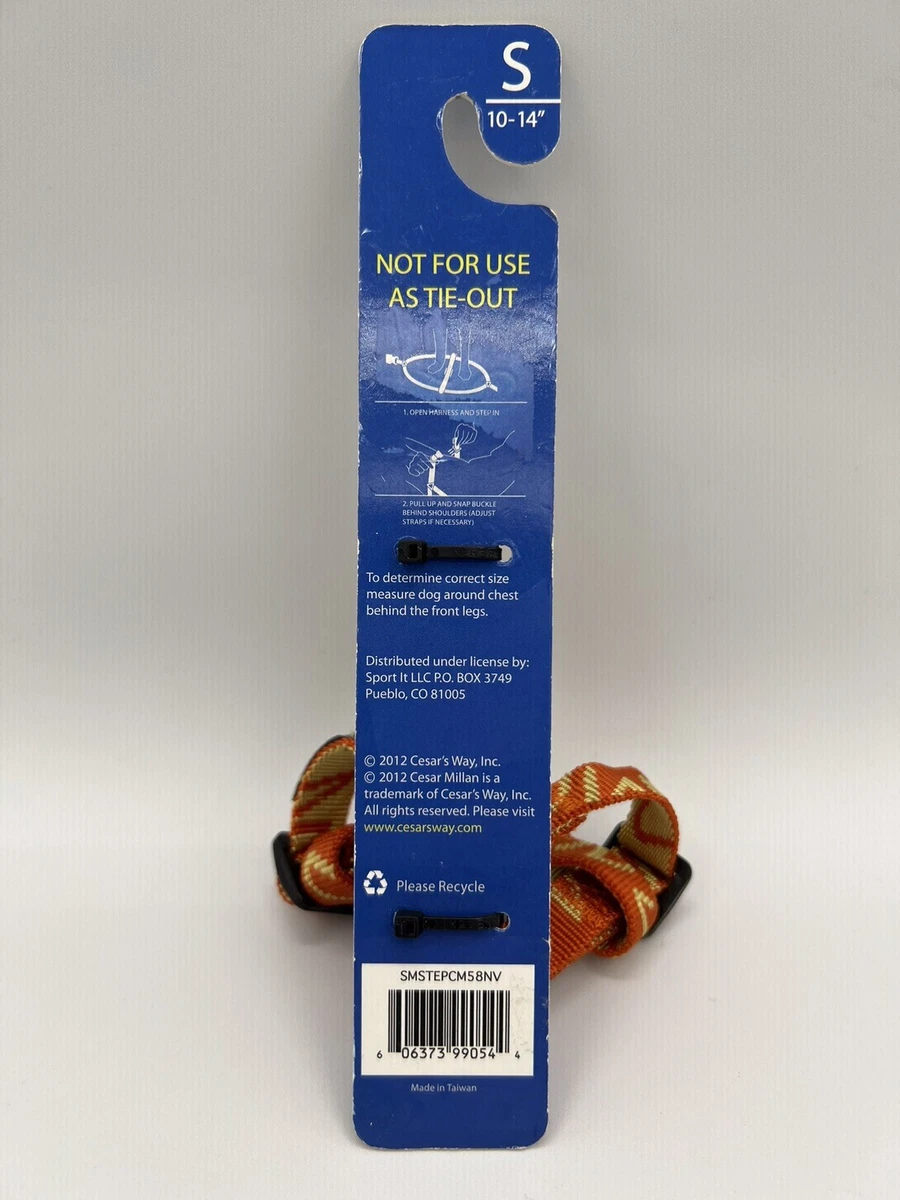 S
10-14"
NOT FOR USE
AS TIE-OUT
1. OPEN HARNESS AND STEP IN
2. PULL UP AND SNAP BUCKLE
BEHIND SHOULDERS (ADJUST
STRAPS IF NECESSARY)
To determine correct size
measure dog around chest
behind the front legs.
Distributed under license by:
Sport It LLC P.O. BOX 3749
Pueblo, CO 81005
© 2012 Cesar's Way, Inc.
© 2012 Cesar Millan is a
trademark of Cesar's Way, Inc.
All rights reserved. Please visit
www.cesarsway.com
Please Recycle
SMSTEPCM58NV
6 06373 99054 4
Made in Taiwan